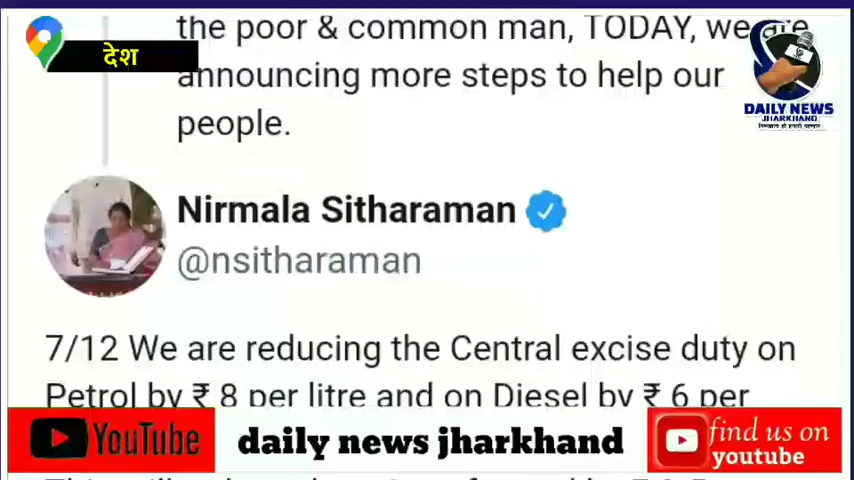 the poor & common man, TODAY, we are
देश
announcing more steps to help our
people.
DAILY NEWS
JHARKHAND
Nirmala Sitharaman
@nsitharaman
7/12 We are reducing the Central excise duty on
Petrol by ₹ 8 per litre and on Diesel by ₹ 6 per
YouTube
daily news jharkhand
find us on
youtube